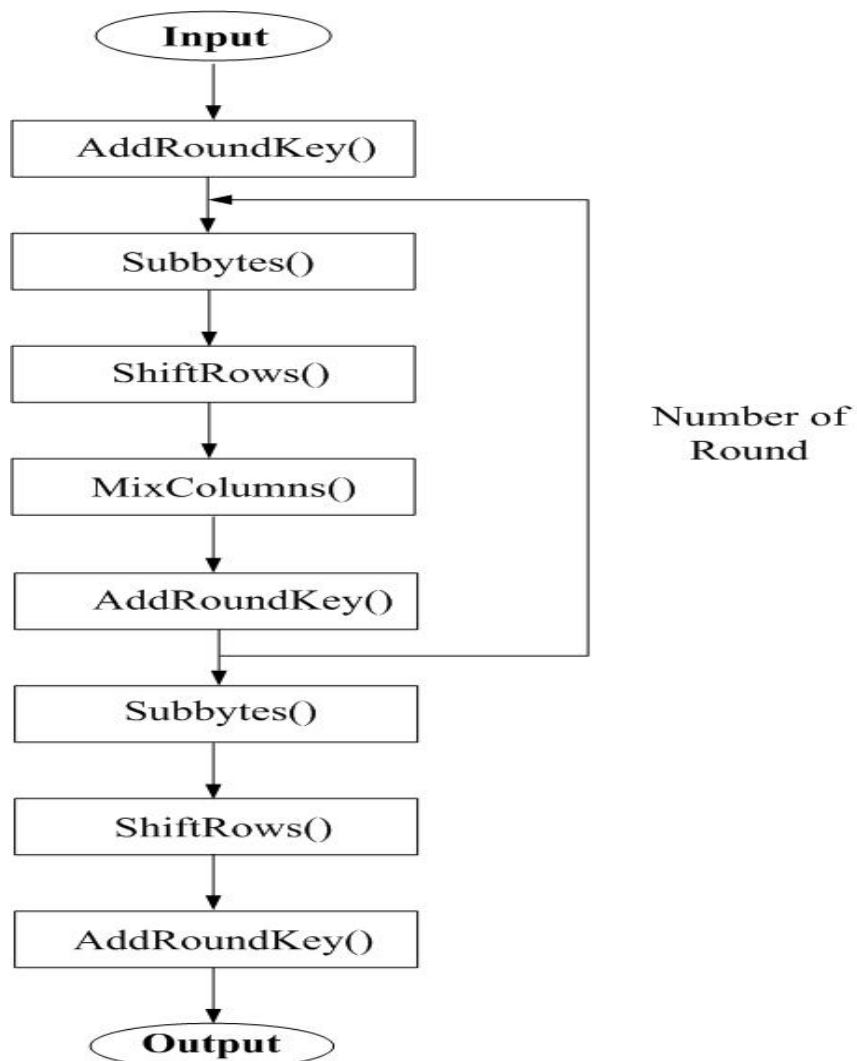 Input
AddRoundKey()
Subbytes()
ShiftRows()
MixColumns()
AddRoundKey()
Subbytes()
ShiftRows()
AddRoundKey()
Output
Number of
Round